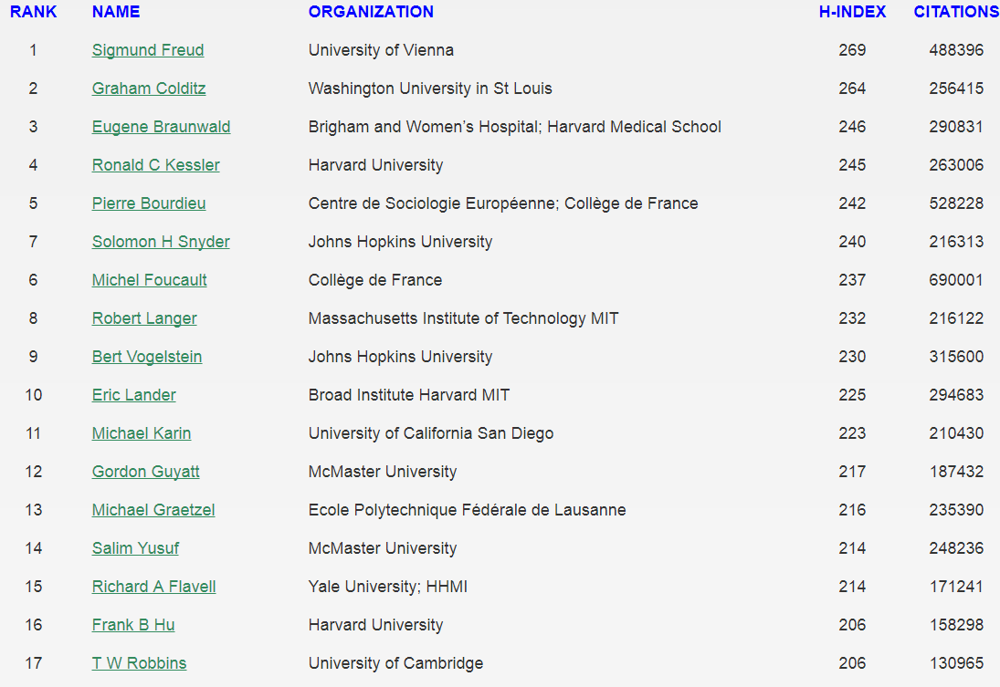 RANK NAME ORGANIZATION H-INDEX CITATIONS
1 Sigmund Freud University of Vienna 269 488396
2 Graham Colditz Washington University in St Louis 264 256415
3 Eugene Braunwald Brigham and Women’s Hospital; Harvard Medical School 246 290831
4 Ronald C Kessler Harvard University 245 263006
5 Pierre Bourdieu Centre de Sociologie Européenne; Collège de France 242 528228
7 Solomon H Snyder Johns Hopkins University 240 216313
6 Michel Foucault Collège de France 237 690001
8 Robert Langer Massachusetts Institute of Technology MIT 232 216122
9 Bert Vogelstein Johns Hopkins University 230 315600
10 Eric Lander Broad Institute Harvard MIT 225 294683
11 Michael Karin University of California San Diego 223 210430
12 Gordon Guyatt McMaster University 217 187432
13 Michael Graetzel Ecole Polytechnique Fédérale de Lausanne 216 235390
14 Salim Yusuf McMaster University 214 248236
15 Richard A Flavell Yale University; HHMI 214 171241
16 Frank B Hu Harvard University 206 158298
17 T W Robbins University of Cambridge 206 130965